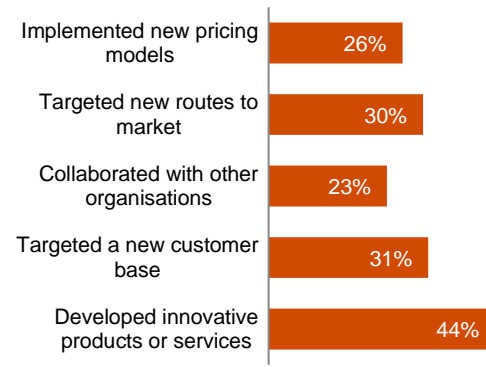 Implemented new pricing
models
26%
Targeted new routes to
market
30%
Collaborated with other
organisations
23%
Targeted a new customer
base
31%
Developed innovative
products or services
44%